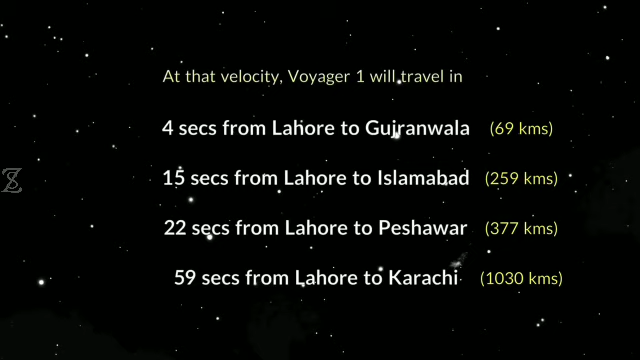 At that velocity, Voyager 1 will travel in
4 secs from Lahore to Gujranwala (69 kms)
15 secs from Lahore to Islamabad (259 kms)
22 secs from Lahore to Peshawar (377 kms)
59 secs from Lahore to Karachi (1030 kms)